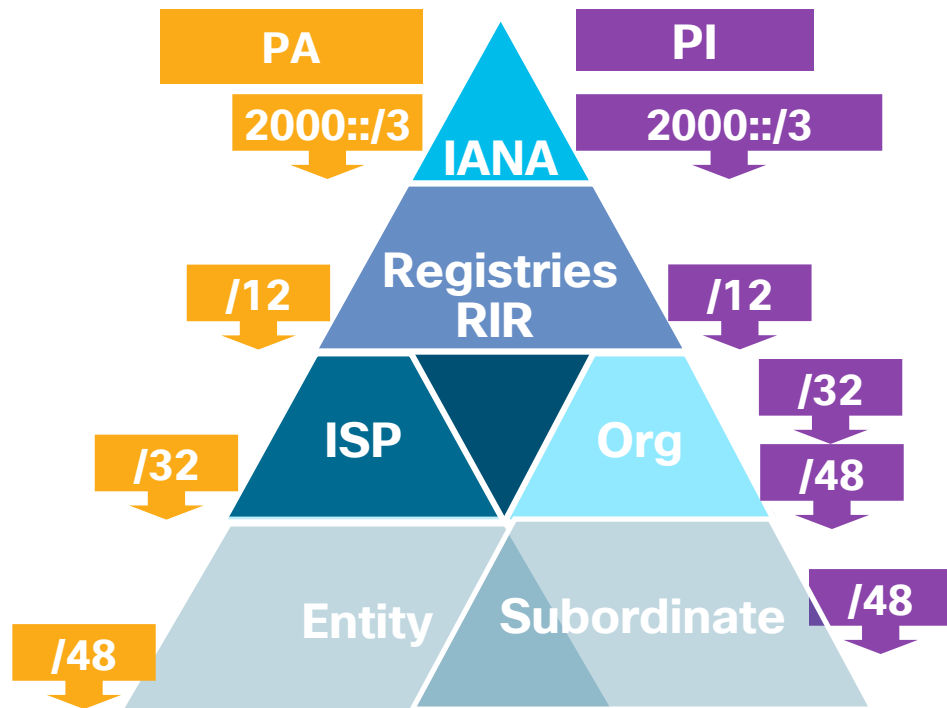 PA
PI
2000::/3
2000::/3
IANA
Registries
RIR
/12
/12
/32
ISP
Org
/32
/48
Entity
Subordinate
/48
/48